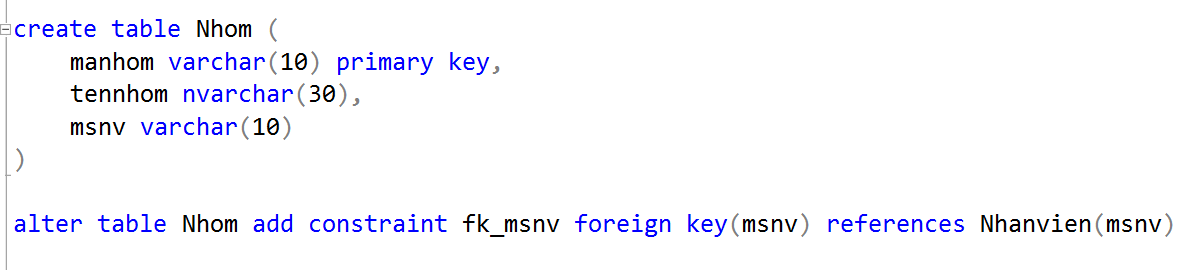 create table Nhom (
manhom varchar(10) primary key,
tennhom nvarchar(30),
msnv varchar(10)
)
alter table Nhom add constraint fk_msnv foreign key(msnv) references Nhanvien(msnv)